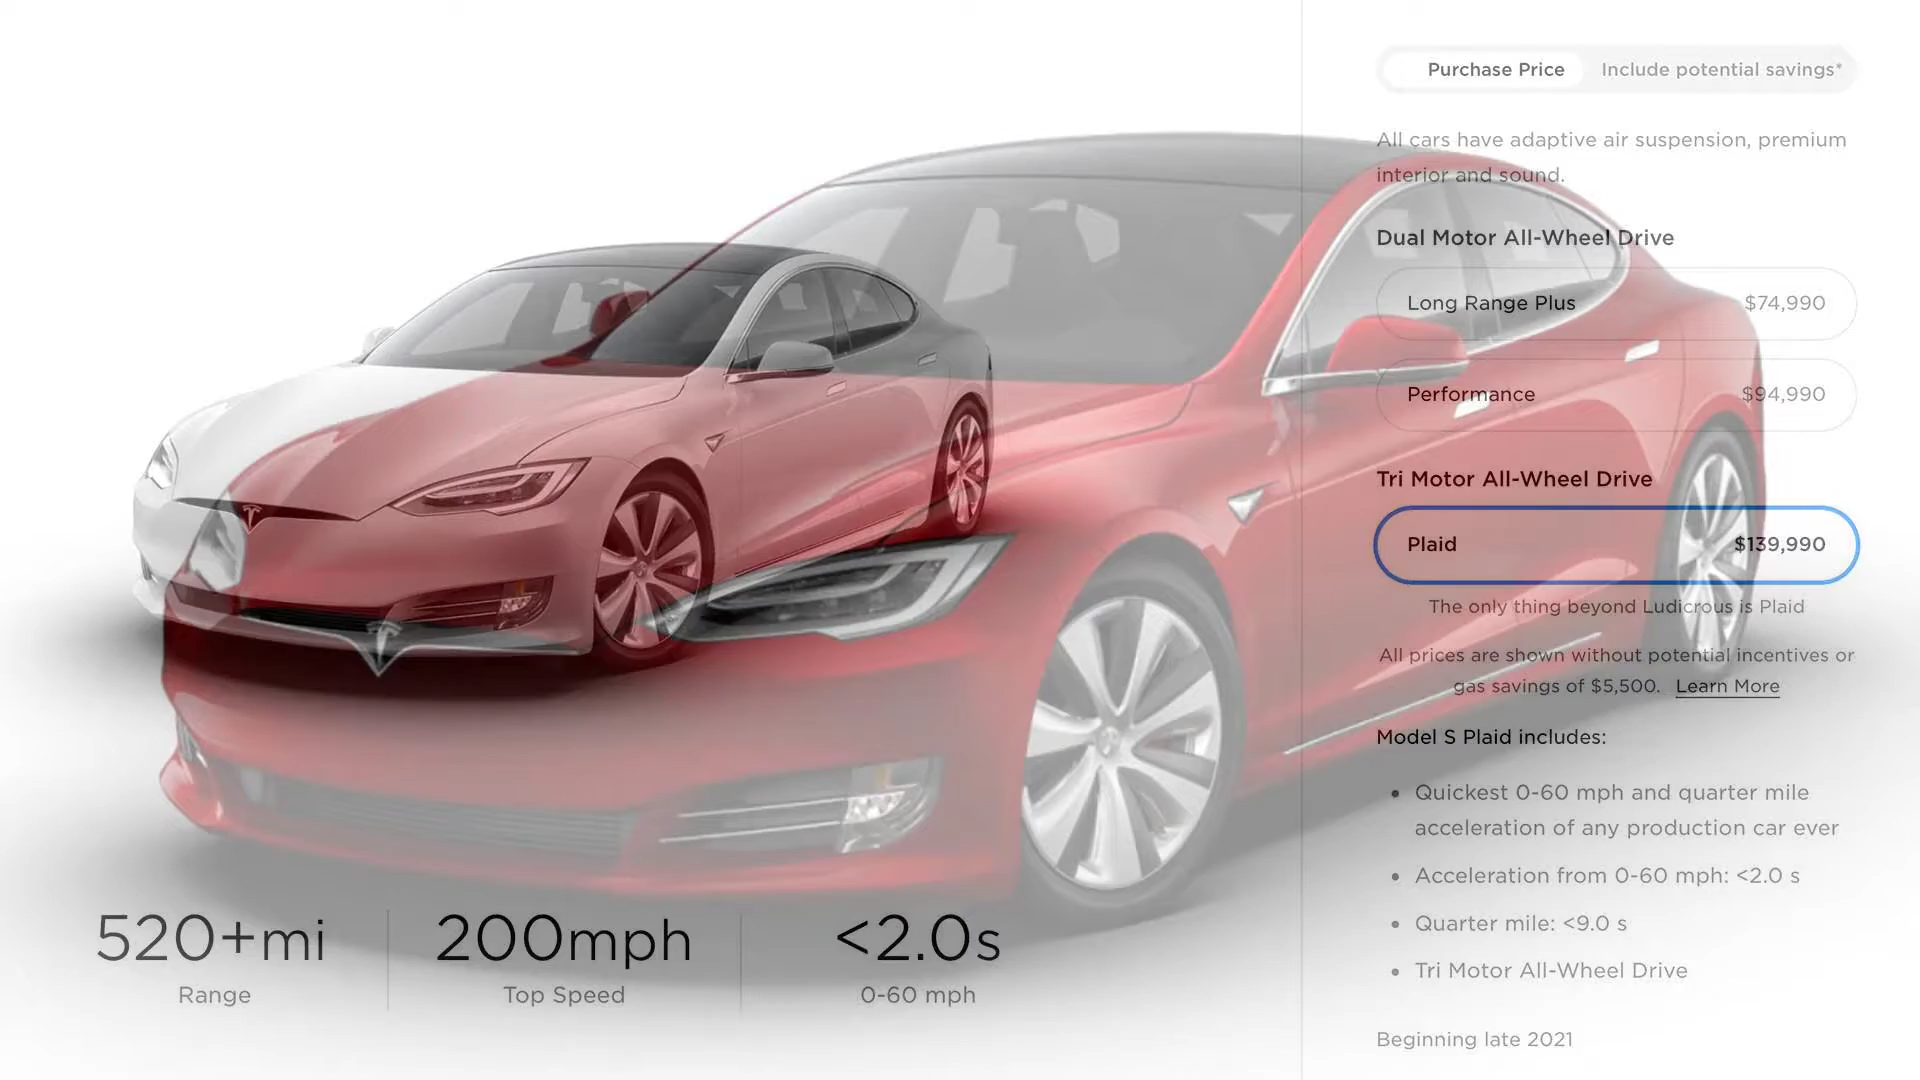 Purchase Price
Include potential savings*
All cars have adaptive air suspension, premium
interior and sound.
Dual Motor All-Wheel Drive
Long Range Plus
$74,990
Performance
$94,990
Tri Motor All-Wheel Drive
Plaid
$139,990
The only thing beyond Ludicrous is Plaid
All prices are shown without potential incentives or
gas savings of $5,500. Learn More
Model S Plaid includes:
• Quickest 0-60 mph and quarter mile
acceleration of any production car ever
• Acceleration from 0-60 mph: <2.0 s
• Quarter mile: <9.0 s
• Tri Motor All-Wheel Drive
Beginning late 2021
520+mi
Range
200mph
Top Speed
<2.0s
0-60 mph